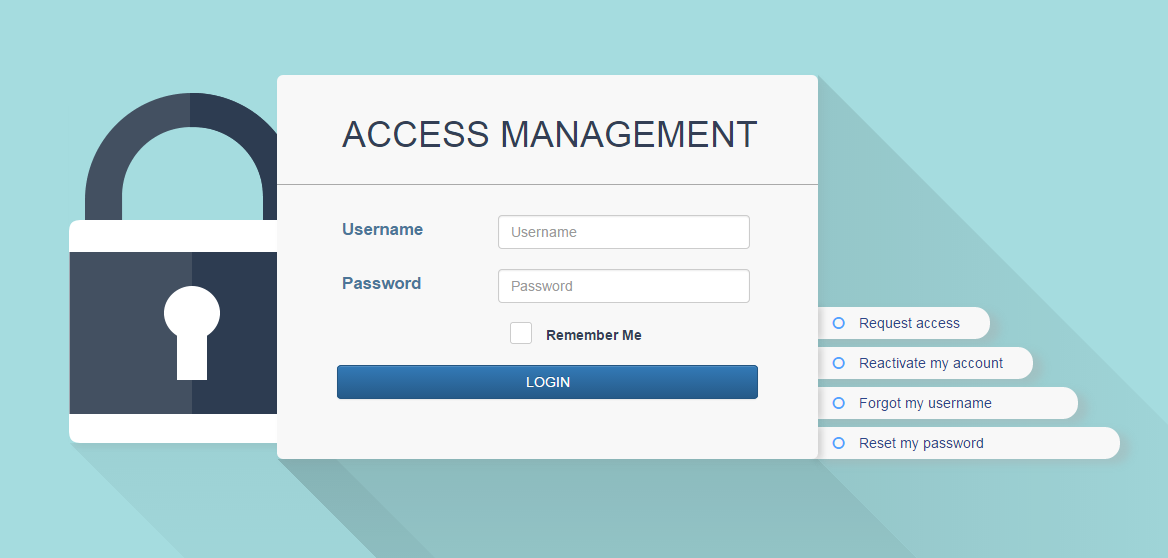 ACCESS MANAGEMENT
Username
Username
Password
Password
Remember Me
LOGIN
Request access
Reactivate my account
Forgot my username
Reset my password